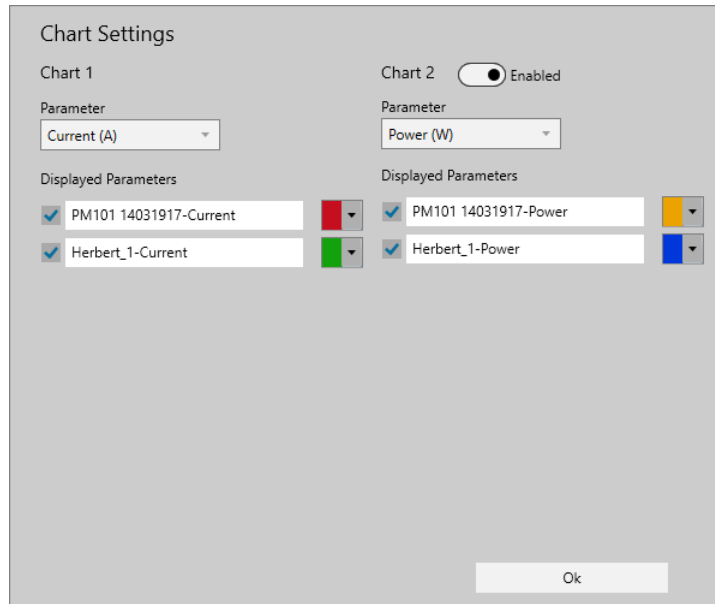 Chart Settings
Chart 1
Parameter
Current (A)
Displayed Parameters
PM101 14031917-Current
Herbert_1-Current
Chart 2
Enabled
Parameter
Power (W)
Displayed Parameters
PM101 14031917-Power
Herbert_1-Power
Ok